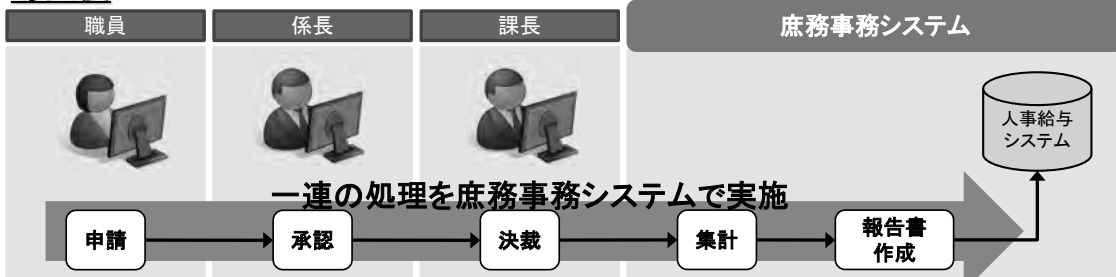 職員
係長
課長
庶務事務システム
人事給与
システム
一連の処理を庶務事務システムで実施
申請
承認
決裁
集計
報告書
作成